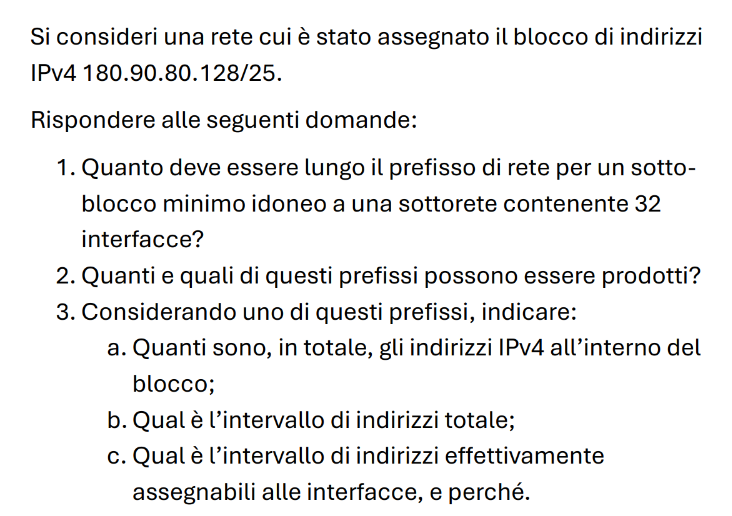 Si consideri una rete cui è stato assegnato il blocco di indirizzi
IPv4 180.90.80.128/25.
Rispondere alle seguenti domande:
1. Quanto deve essere lungo il prefisso di rete per un sotto-
blocco minimo idoneo a una sottorete contenente 32
interfacce?
2. Quanti e quali di questi prefissi possono essere prodotti?
3. Considerando uno di questi prefissi, indicare:
a. Quanti sono, in totale, gli indirizzi IPv4 all’interno del
blocco;
b. Qual è l’intervallo di indirizzi totale;
c. Qual è l’intervallo di indirizzi effettivamente
assegnabili alle interfacce, e perché.